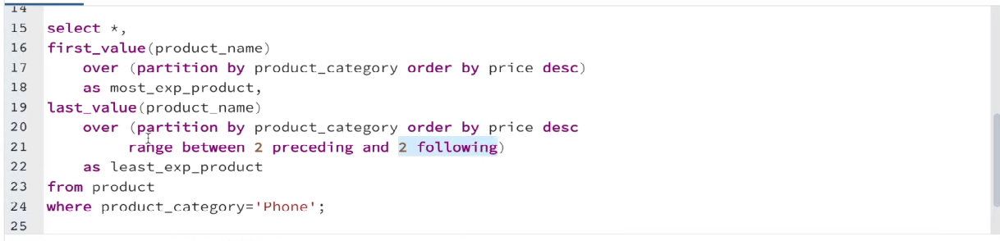 14
15 select *,
16 first_value(product_name)
17 over (partition by product_category order by price desc)
18 as most_exp_product,
19 last_value(product_name)
20 over (partition by product_category order by price desc
21 range between 2 preceding and 2 following)
22 as least_exp_product
23 from product
24 where product_category='Phone';
25